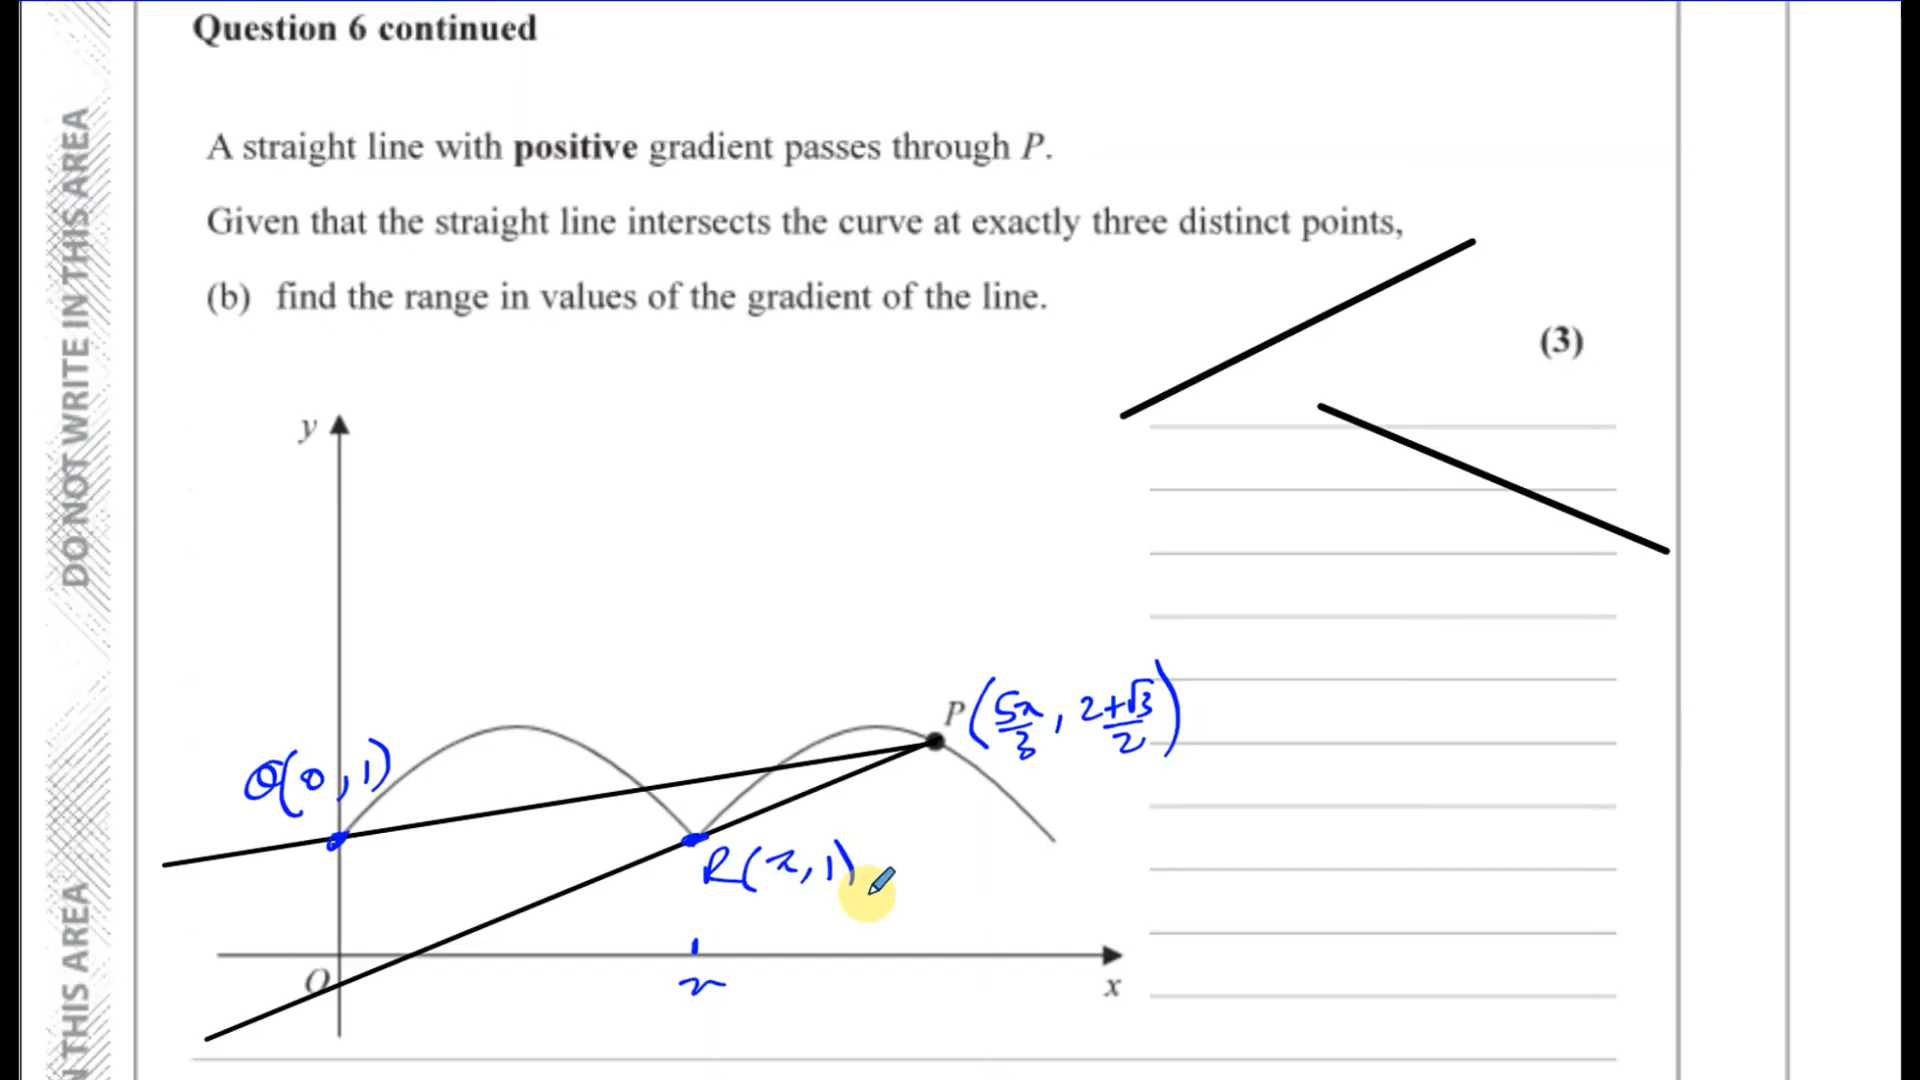 Question 6 continued
A straight line with positive gradient passes through P.
Given that the straight line intersects the curve at exactly three distinct points,
(b) find the range in values of the gradient of the line.
(3)
DO NOT WRITE IN THIS AREA
y
P(5π/3, 2+√3/2)
Q(0,1)
R(π,1)
O
π
x
N THIS AREA